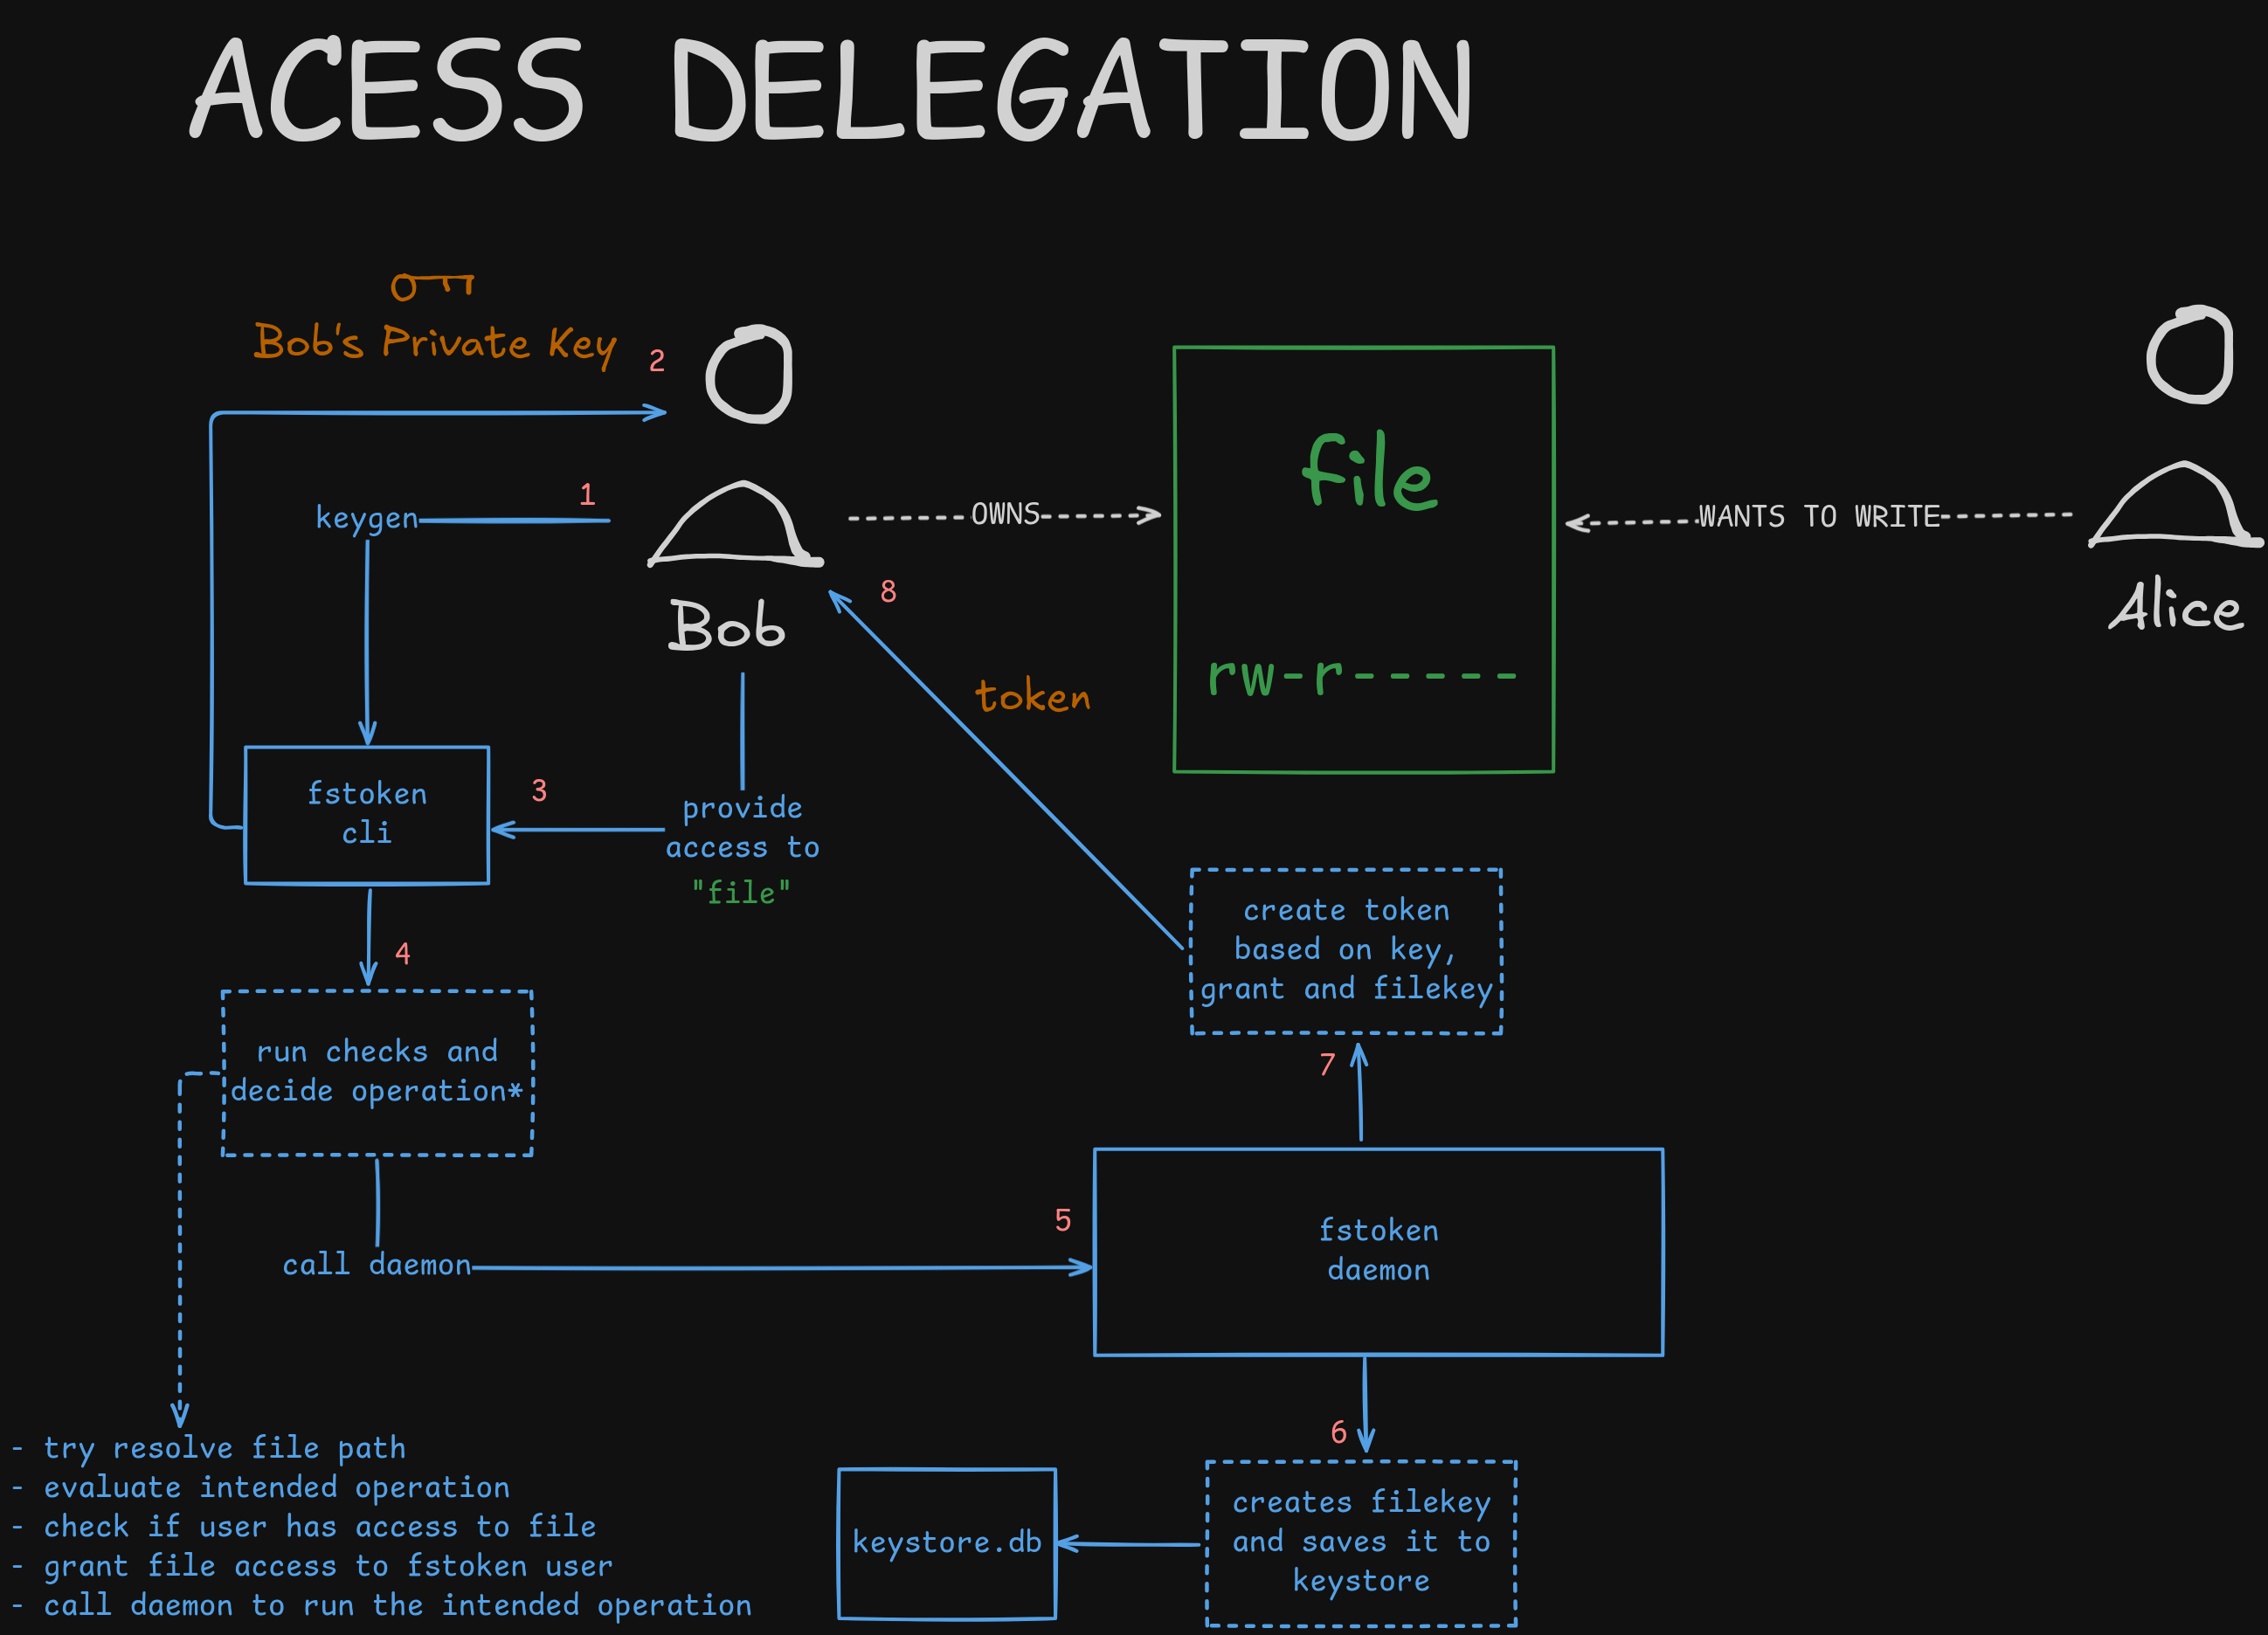 ACESS DELEGATION
Bob's Private Key
2
keygen
1
OWNS
WANTS TO WRITE
file
rw-r-----
Bob
Alice
8
token
fstoken
cli
3
provide
access to
"file"
4
run checks and
decide operation*
call daemon
5
fstoken
daemon
7
create token
based on key,
grant and filekey
6
creates filekey
and saves it to
keystore
keystore.db
- try resolve file path
- evaluate intended operation
- check if user has access to file
- grant file access to fstoken user
- call daemon to run the intended operation